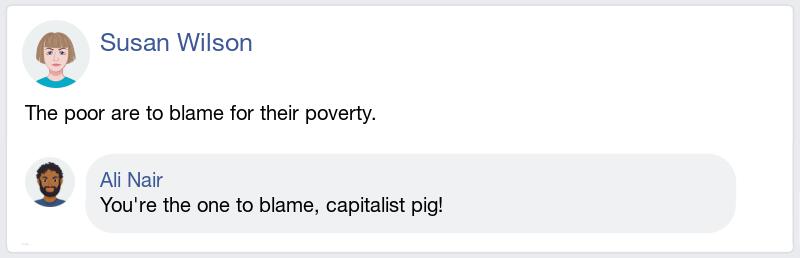 Susan Wilson
The poor are to blame for their poverty.
Ali Nair
You're the one to blame, capitalist pig!